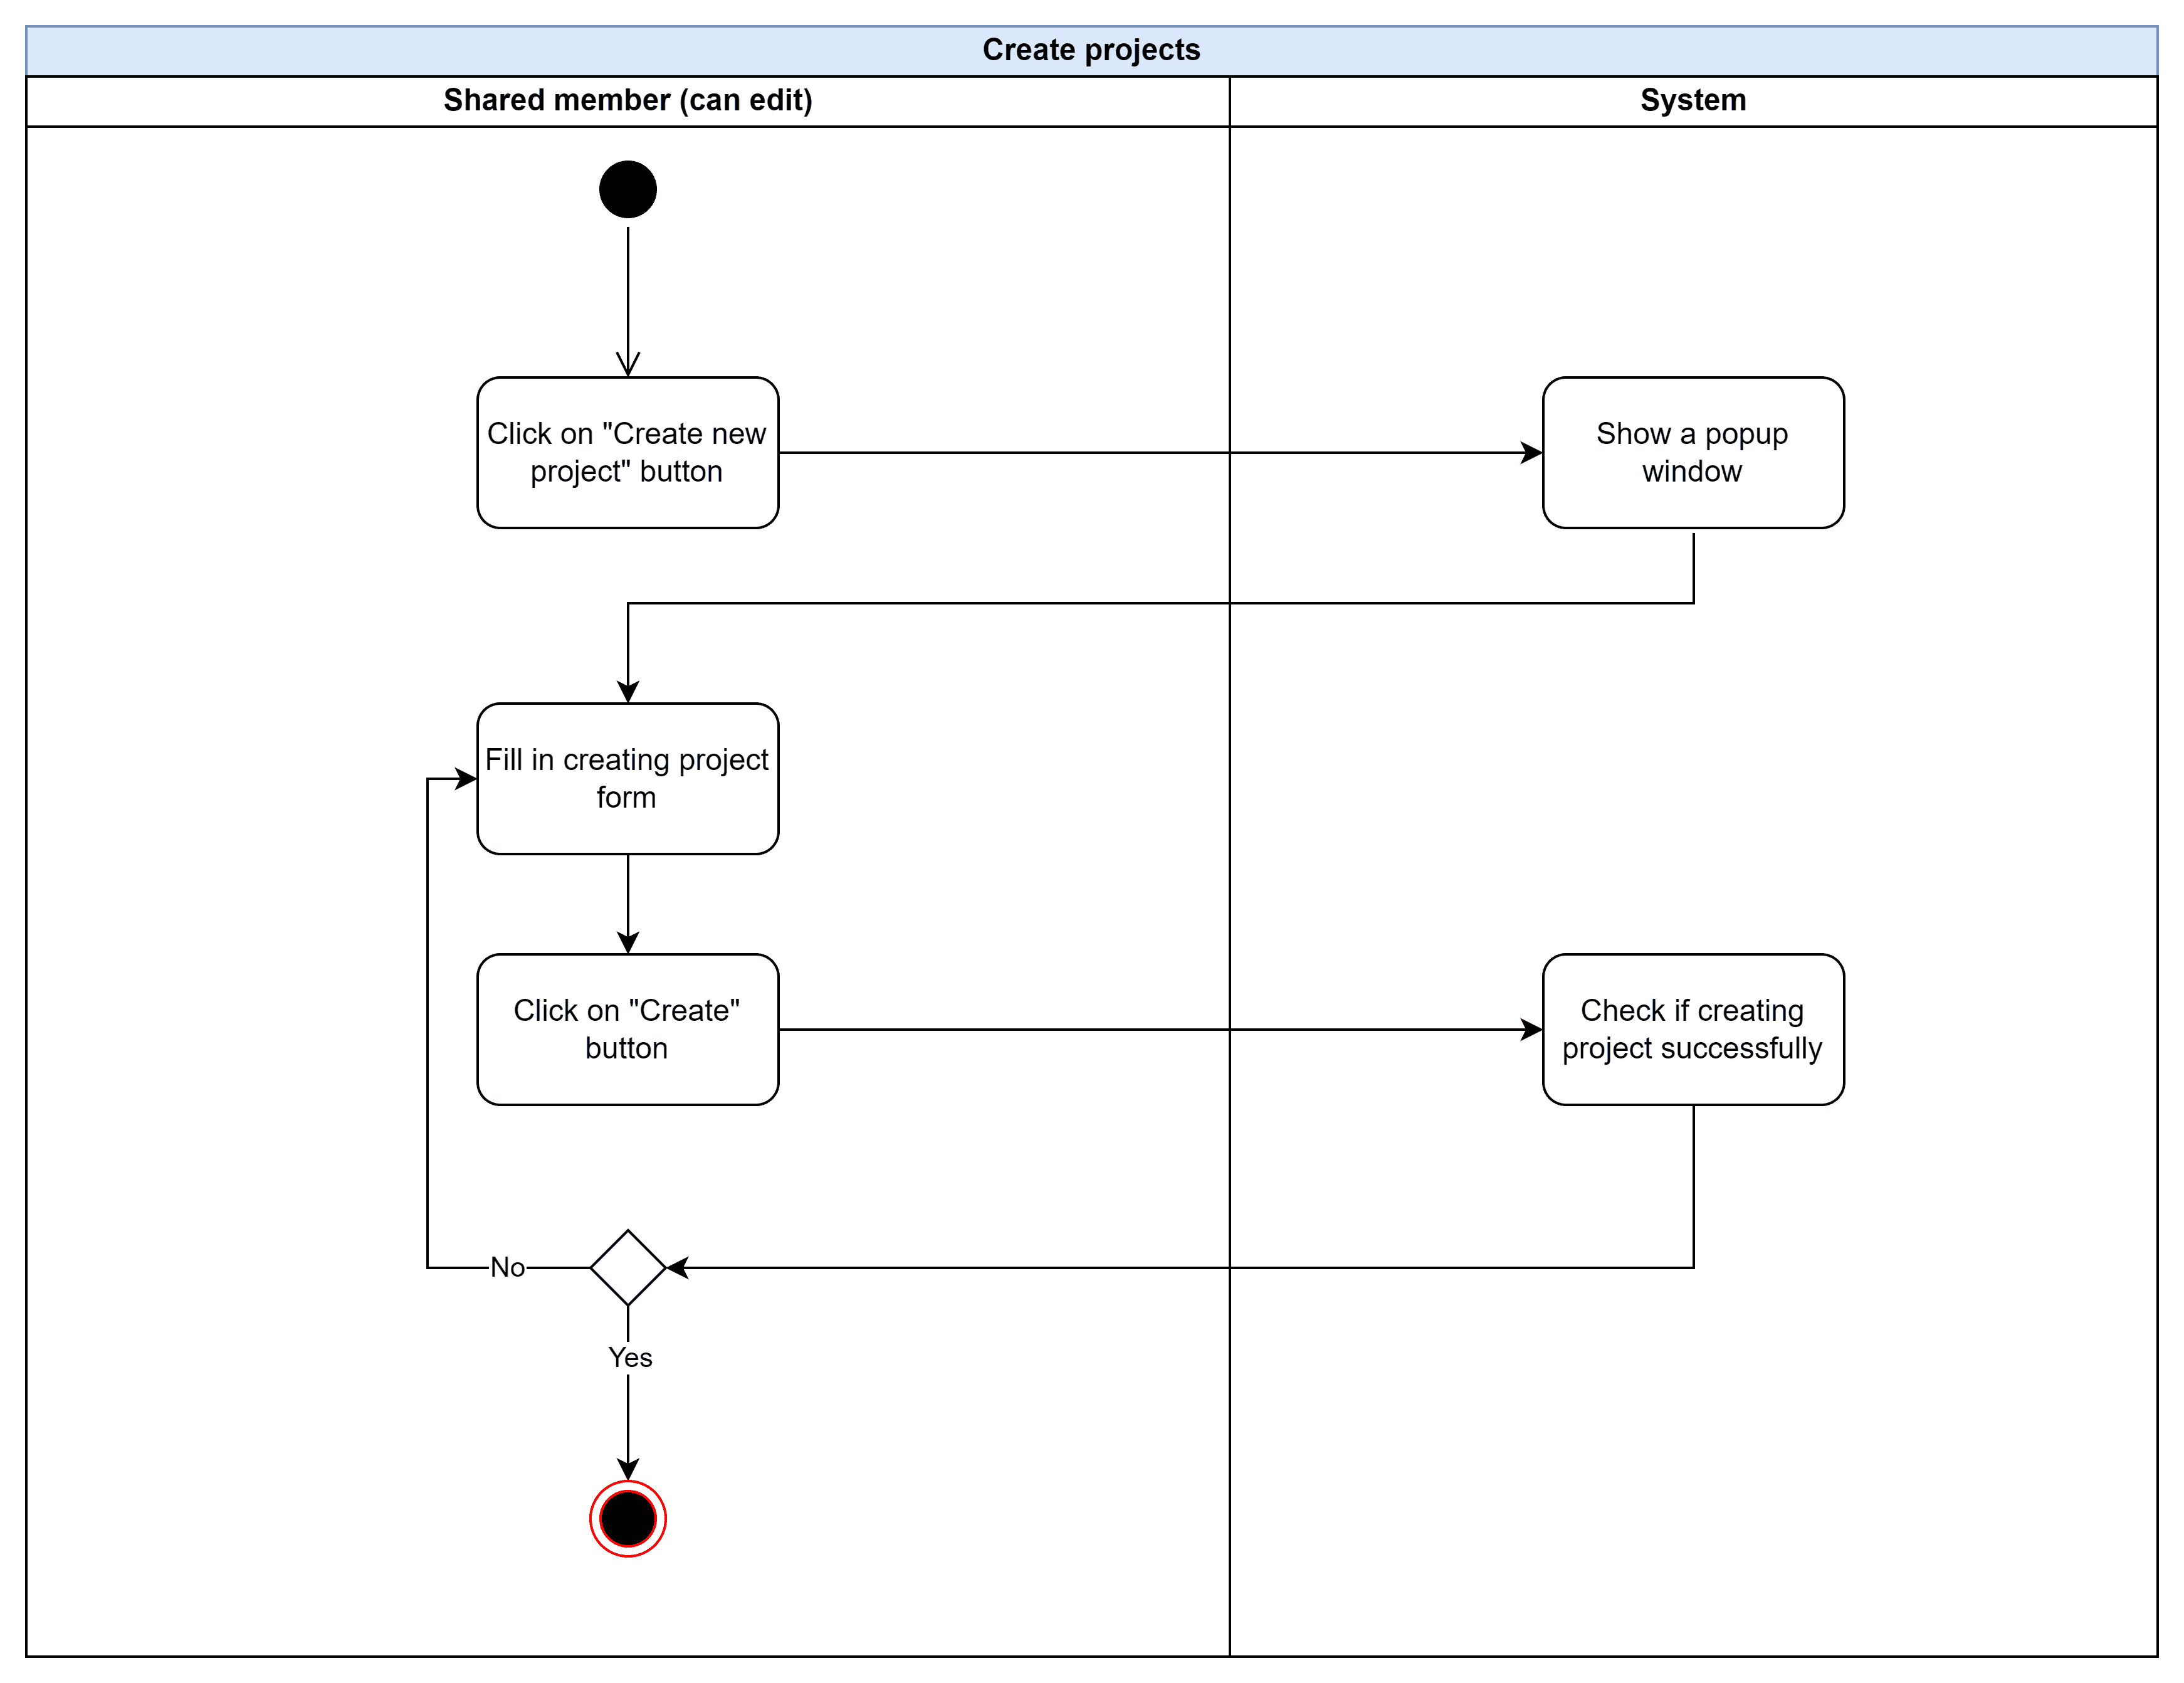 Create projects
Shared member (can edit)
System
Click on "Create new
project" button
Show a popup
window
Fill in creating project
form
Click on "Create"
button
Check if creating
project successfully
No
Yes